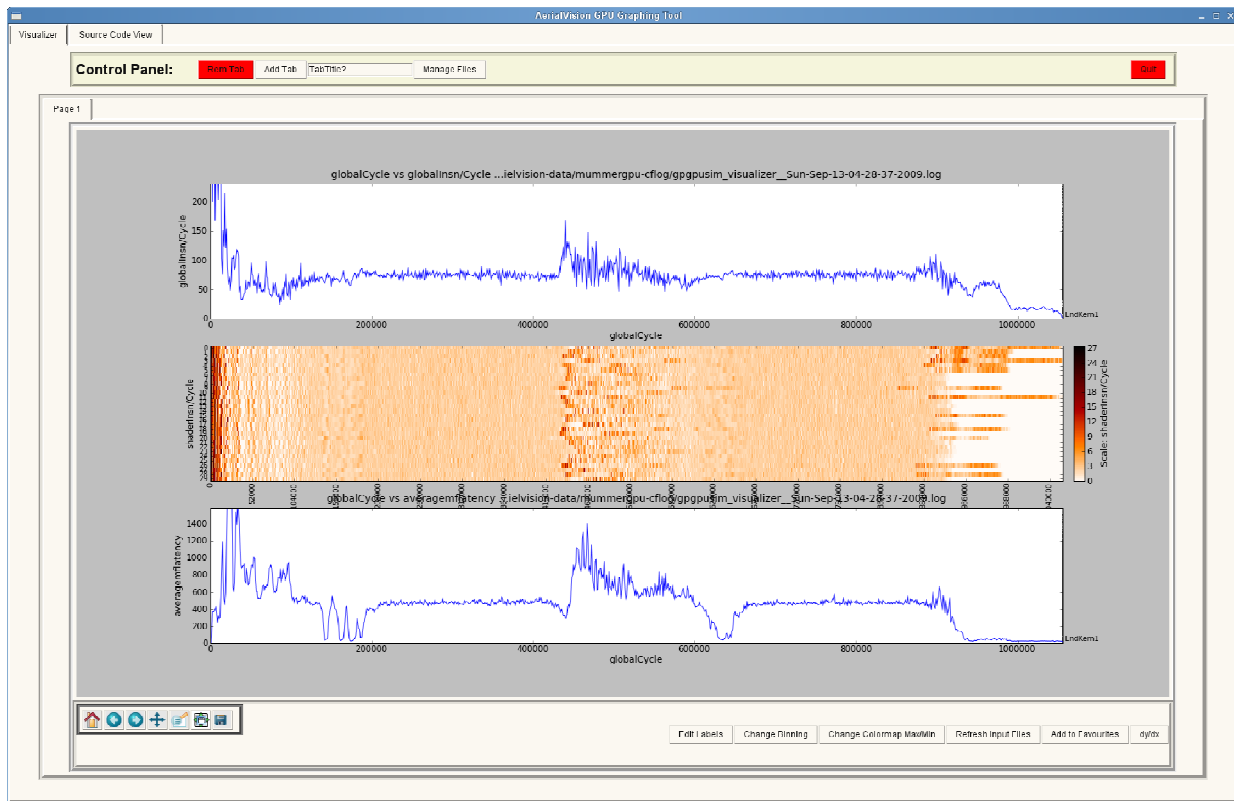 AerialVision GPU Graphing Tool
Visualizer
Source Code View
Control Panel:
Rem Tab
Add Tab
TabTitle?
Manage Files
Quit
Page 1
globalCycle vs globalInsn/Cycle ...ielvision-data/mummergpu-cflog/gpgpusim_visualizer__Sun-Sep-13-04-28-37-2009.log
globalInsn/Cycle
200
150
100
50
0
0 200000 400000 600000 800000 1000000
EndKern1
globalCycle
shaderInsn/Cycle
27
24
21
18
15
12
9
6
3
0
Scale: shaderInsn/Cycle
globalCycle vs averagemflatency ...ielvision-data/mummergpu-cflog/gpgpusim_visualizer__Sun-Sep-13-04-28-37-2009.log
averagemflatency
1400
1200
1000
800
600
400
200
0
0 200000 400000 600000 800000 1000000
EndKern1
globalCycle
Edit Labels
Change Binning
Change Colormap Max/Min
Refresh Input Files
Add to Favourites
dy/dx